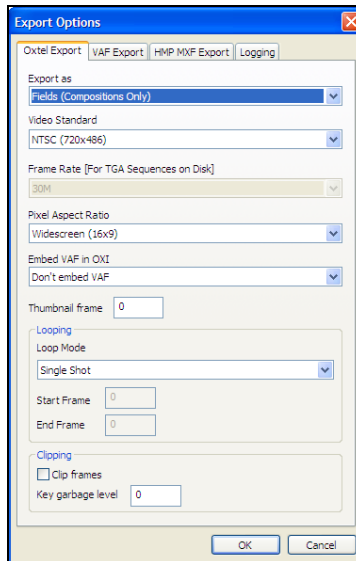 Export Options
Oxtel Export VAF Export HMP MXF Export Logging
Export as
Fields (Compositions Only)
Video Standard
NTSC (720x486)
Frame Rate [For TGA Sequences on Disk]
30M
Pixel Aspect Ratio
Widescreen (16x9)
Embed VAF in OXI
Don't embed VAF
Thumbnail frame 0
Looping
Loop Mode
Single Shot
Start Frame 0
End Frame 0
Clipping
Clip frames
Key garbage level 0
OK Cancel